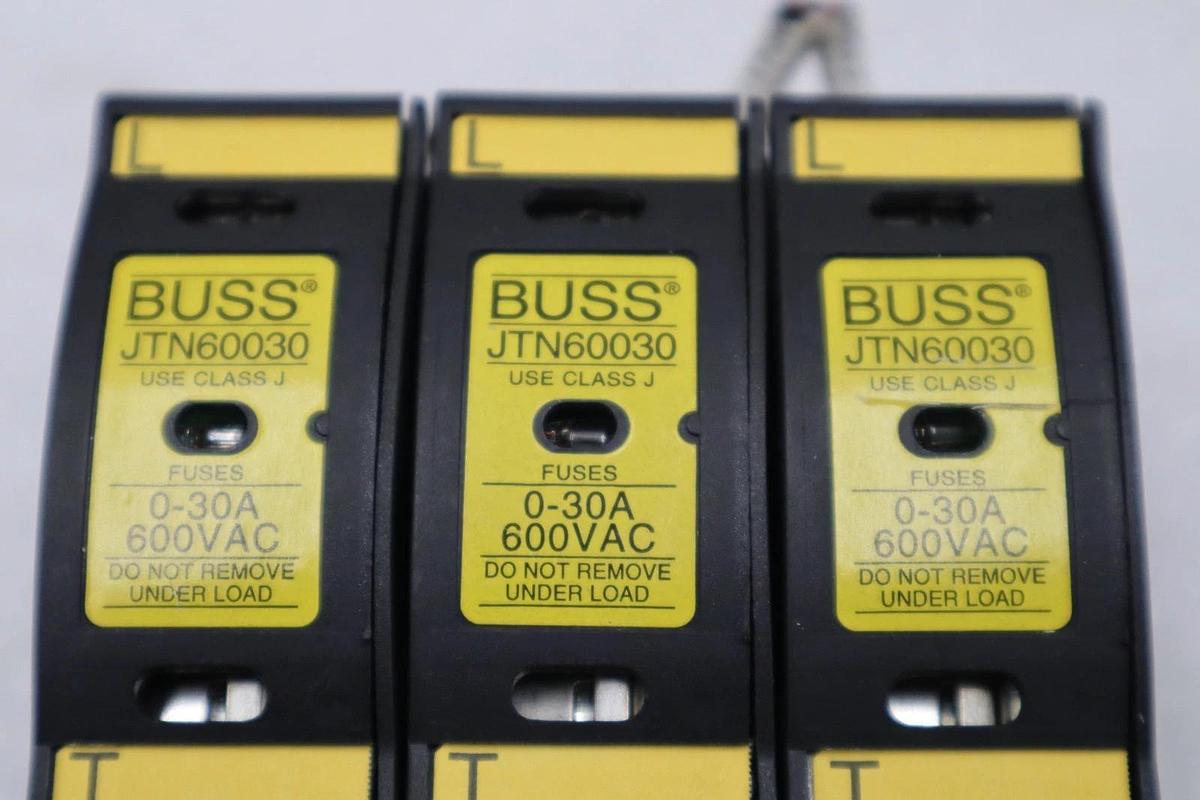 L
BUSS®
JTN60030
USE CLASS J
FUSES
0-30A
600VAC
DO NOT REMOVE
UNDER LOAD
T
L
BUSS®
JTN60030
USE CLASS J
FUSES
0-30A
600VAC
DO NOT REMOVE
UNDER LOAD
T
L
BUSS®
JTN60030
USE CLASS J
FUSES
0-30A
600VAC
DO NOT REMOVE
UNDER LOAD
T